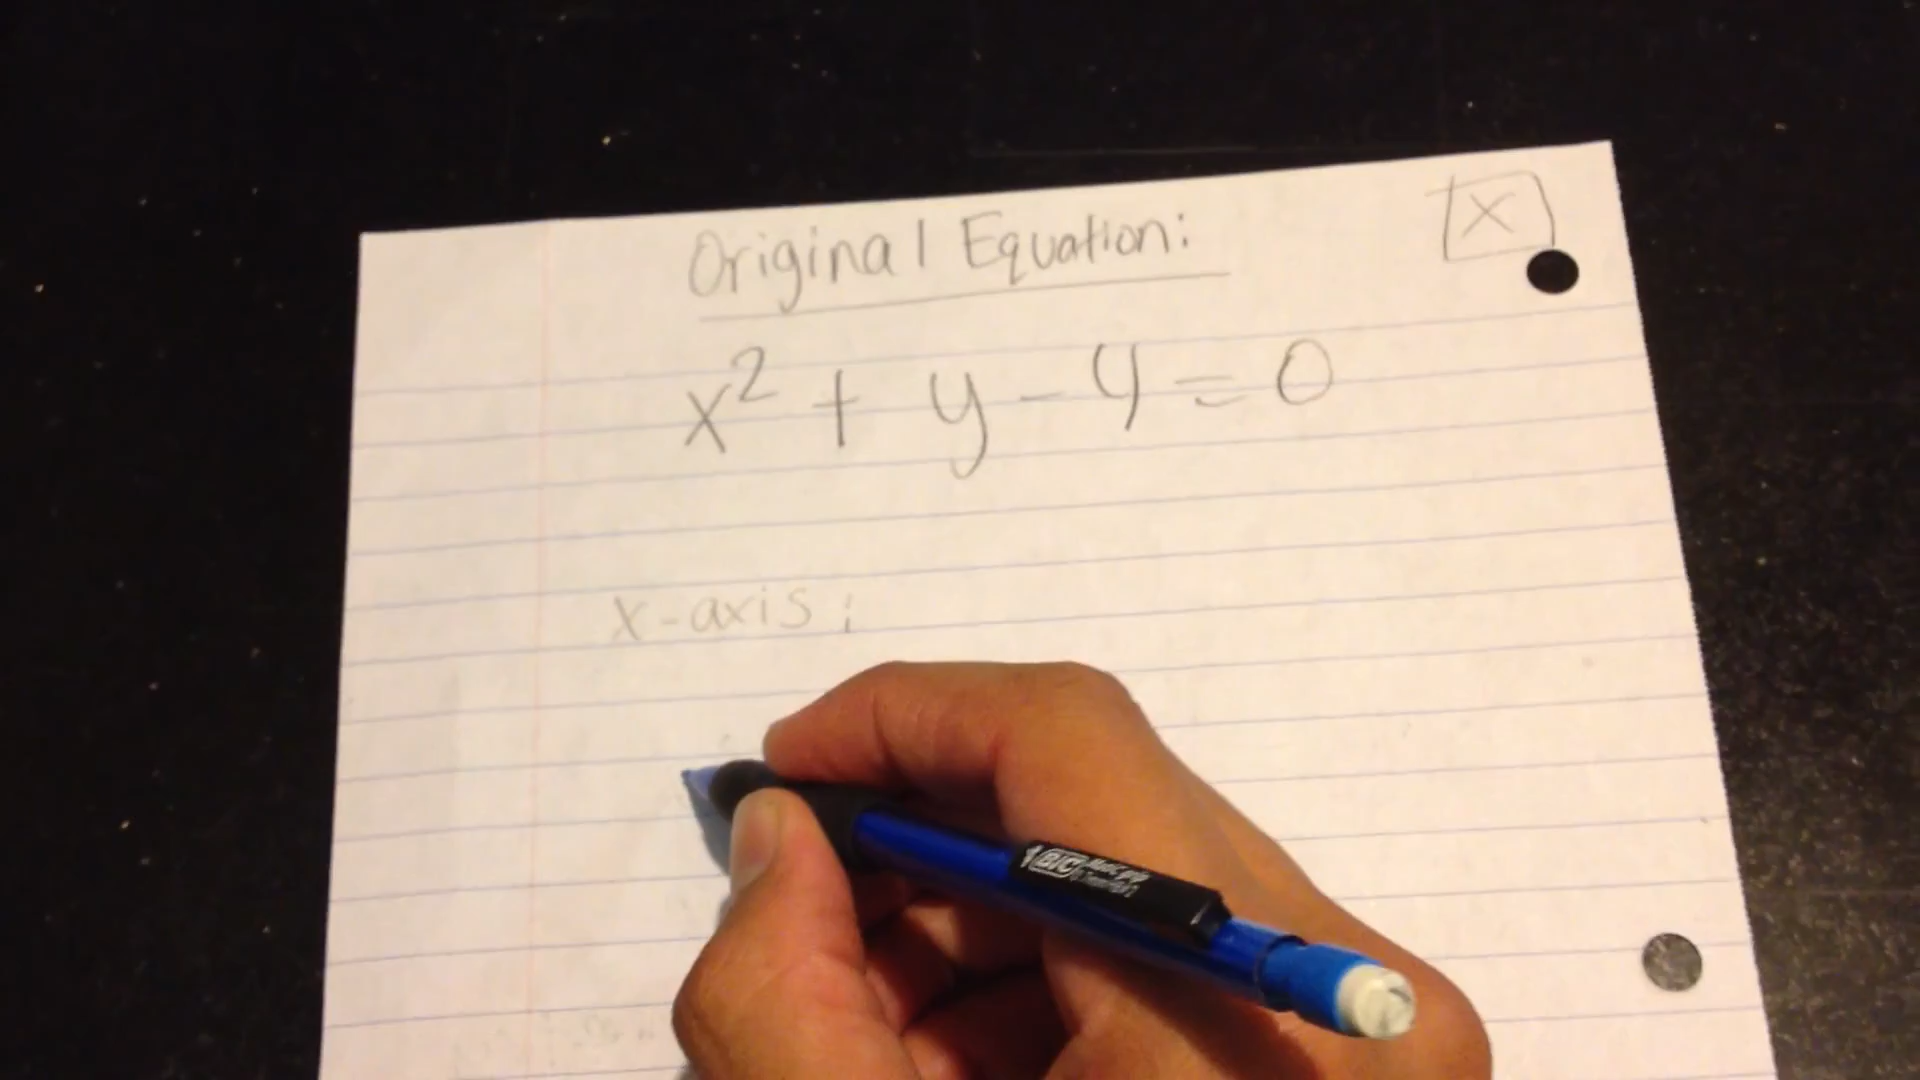 Original Equation:
x
x² + y - 4 = 0
x-axis:
BIC